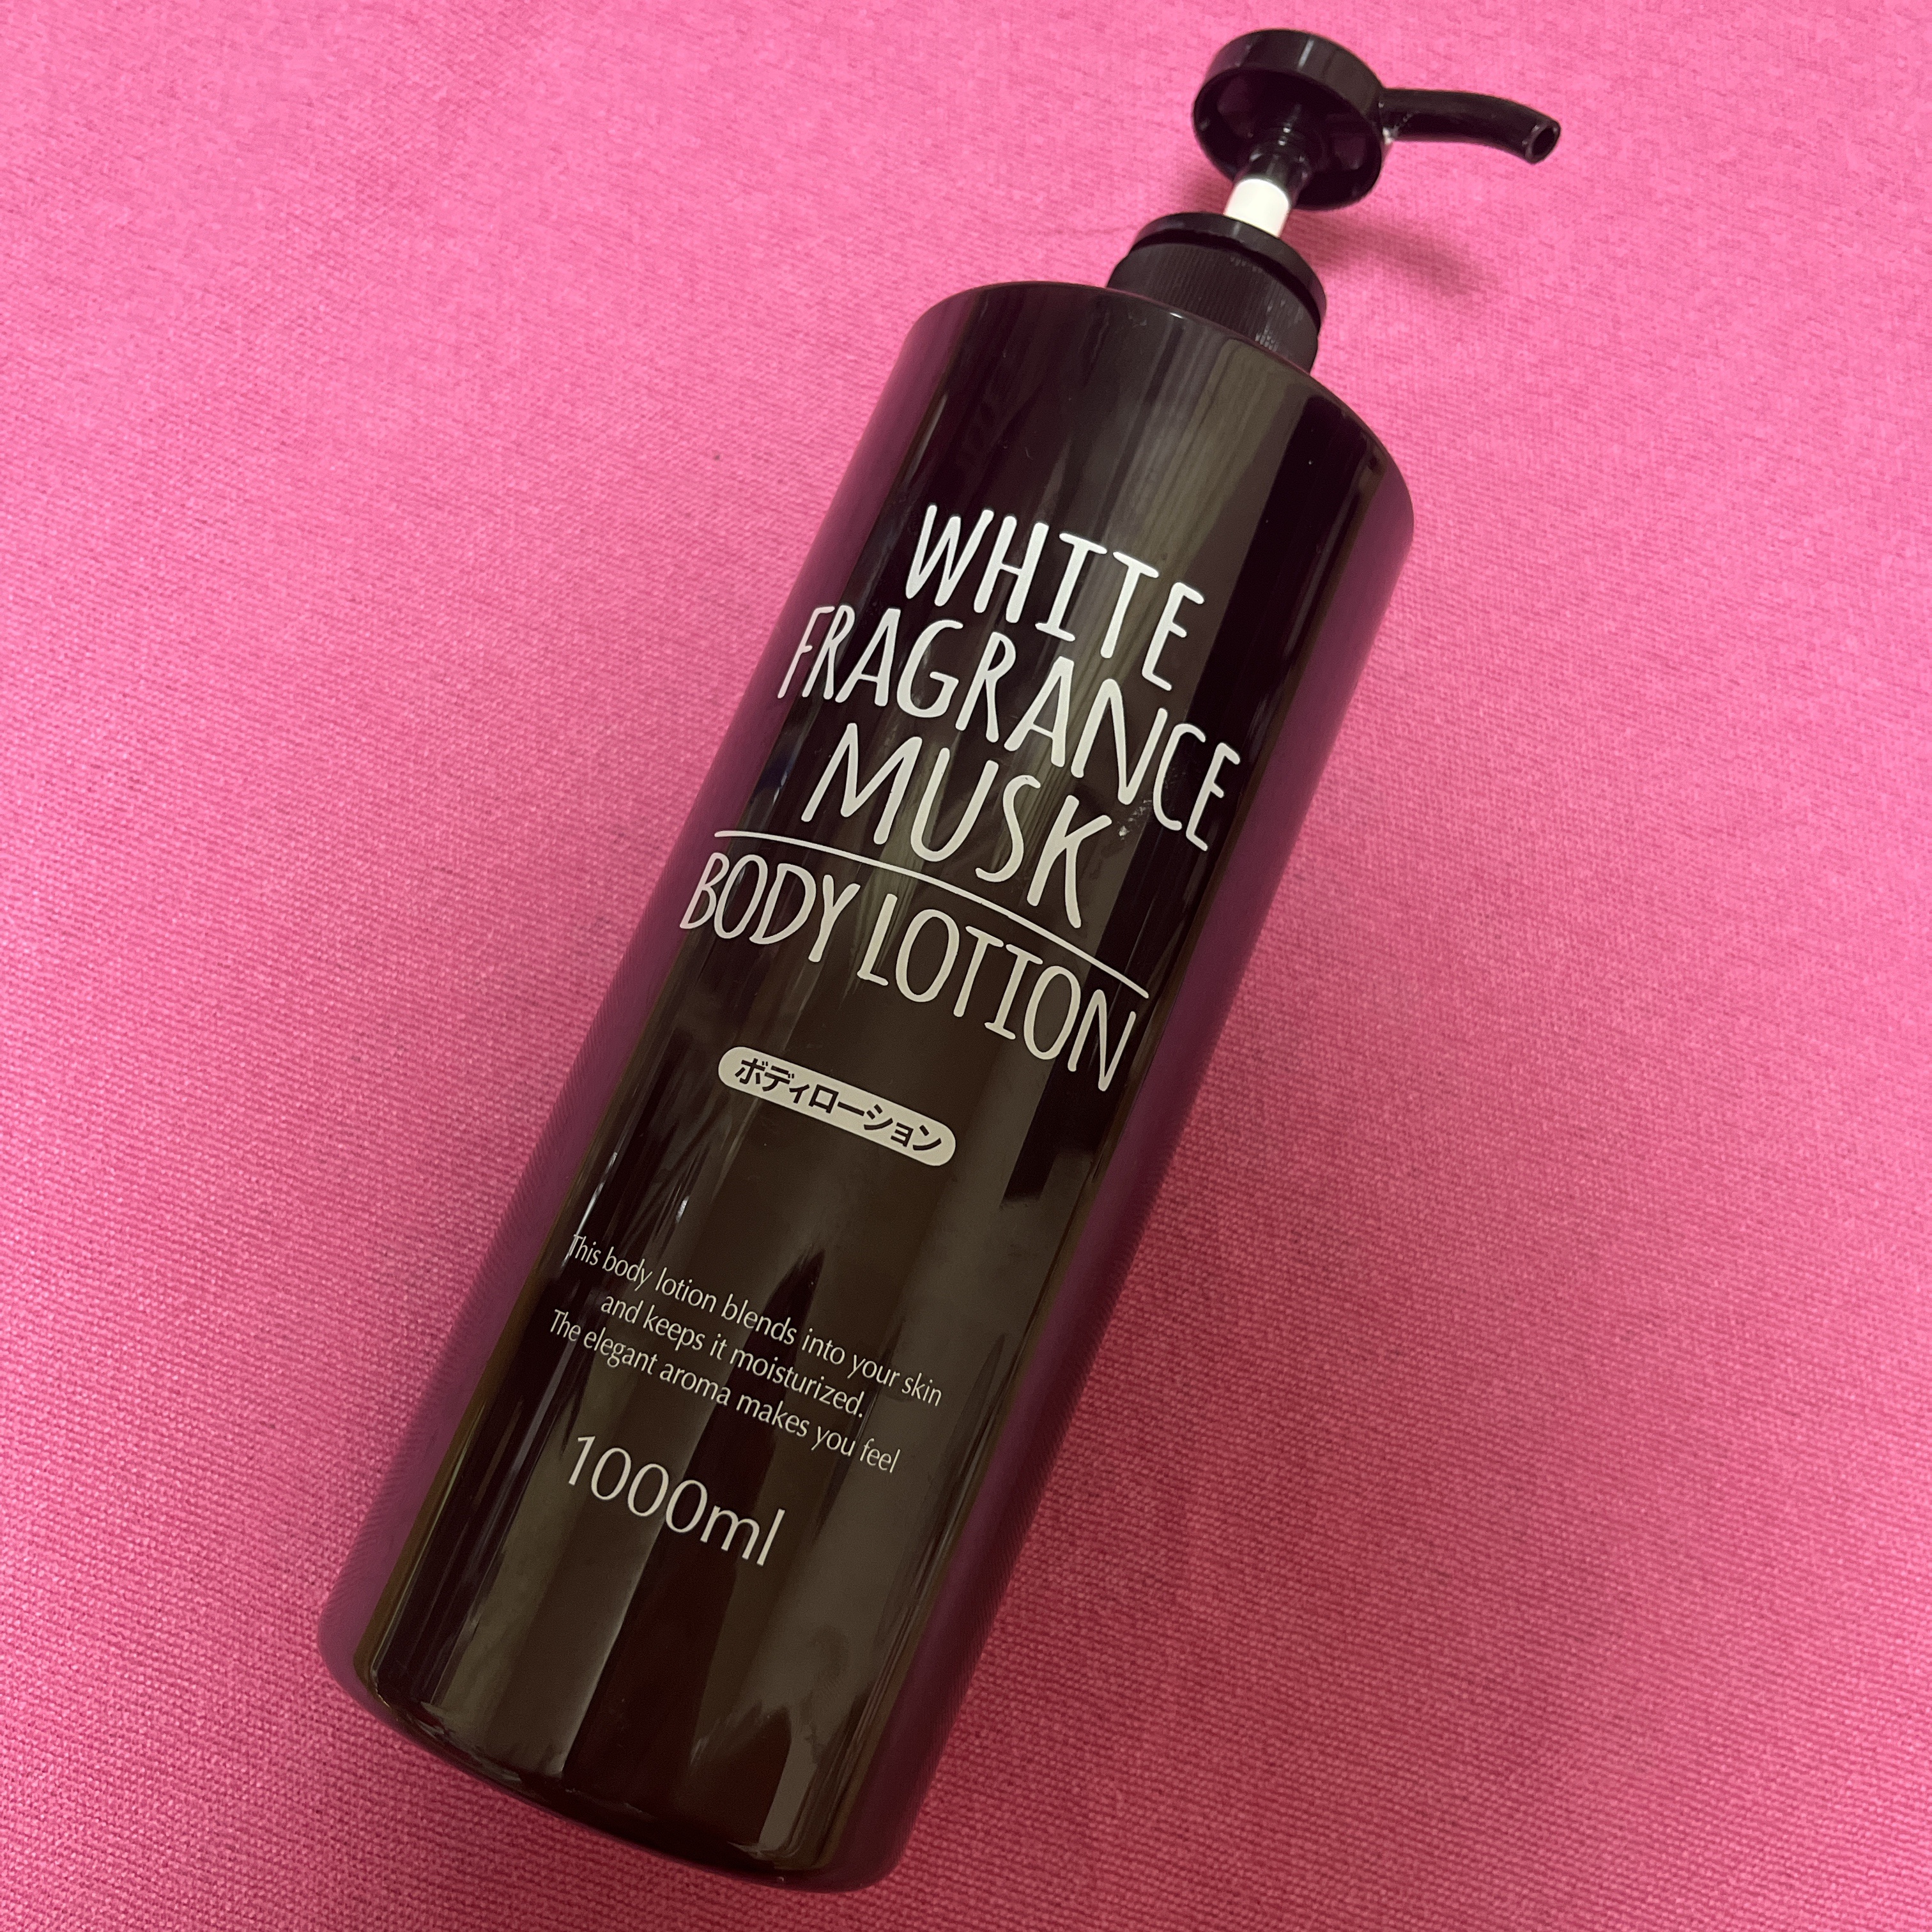 WHITE
FRAGRANCE
MUSK
BODY LOTION
ボディローション
This body lotion blends into your skin
and keeps it moisturized.
The elegant aroma makes you feel
1000ml